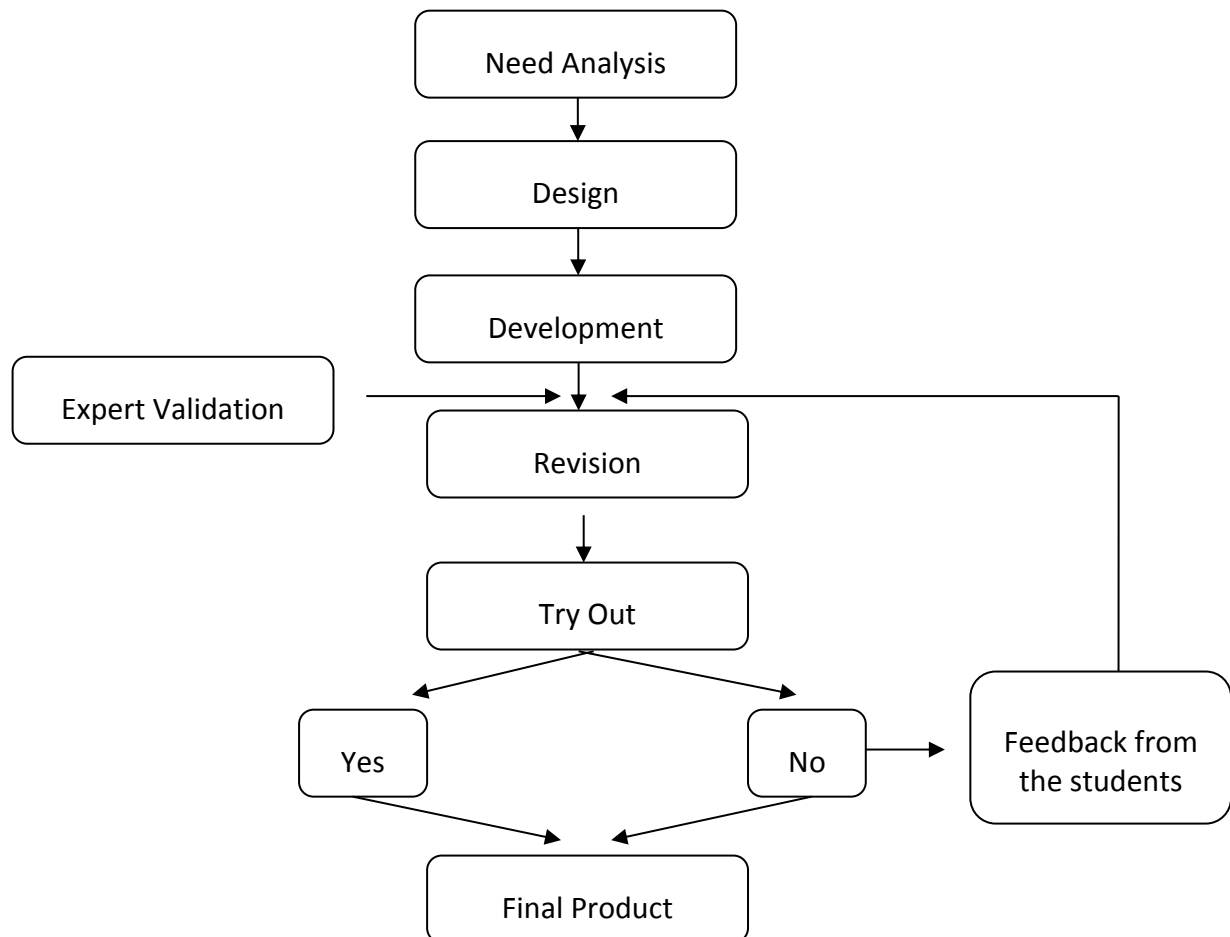 Need Analysis
Design
Development
Expert Validation
Revision
Try Out
Yes
No
Feedback from
the students
Final Product